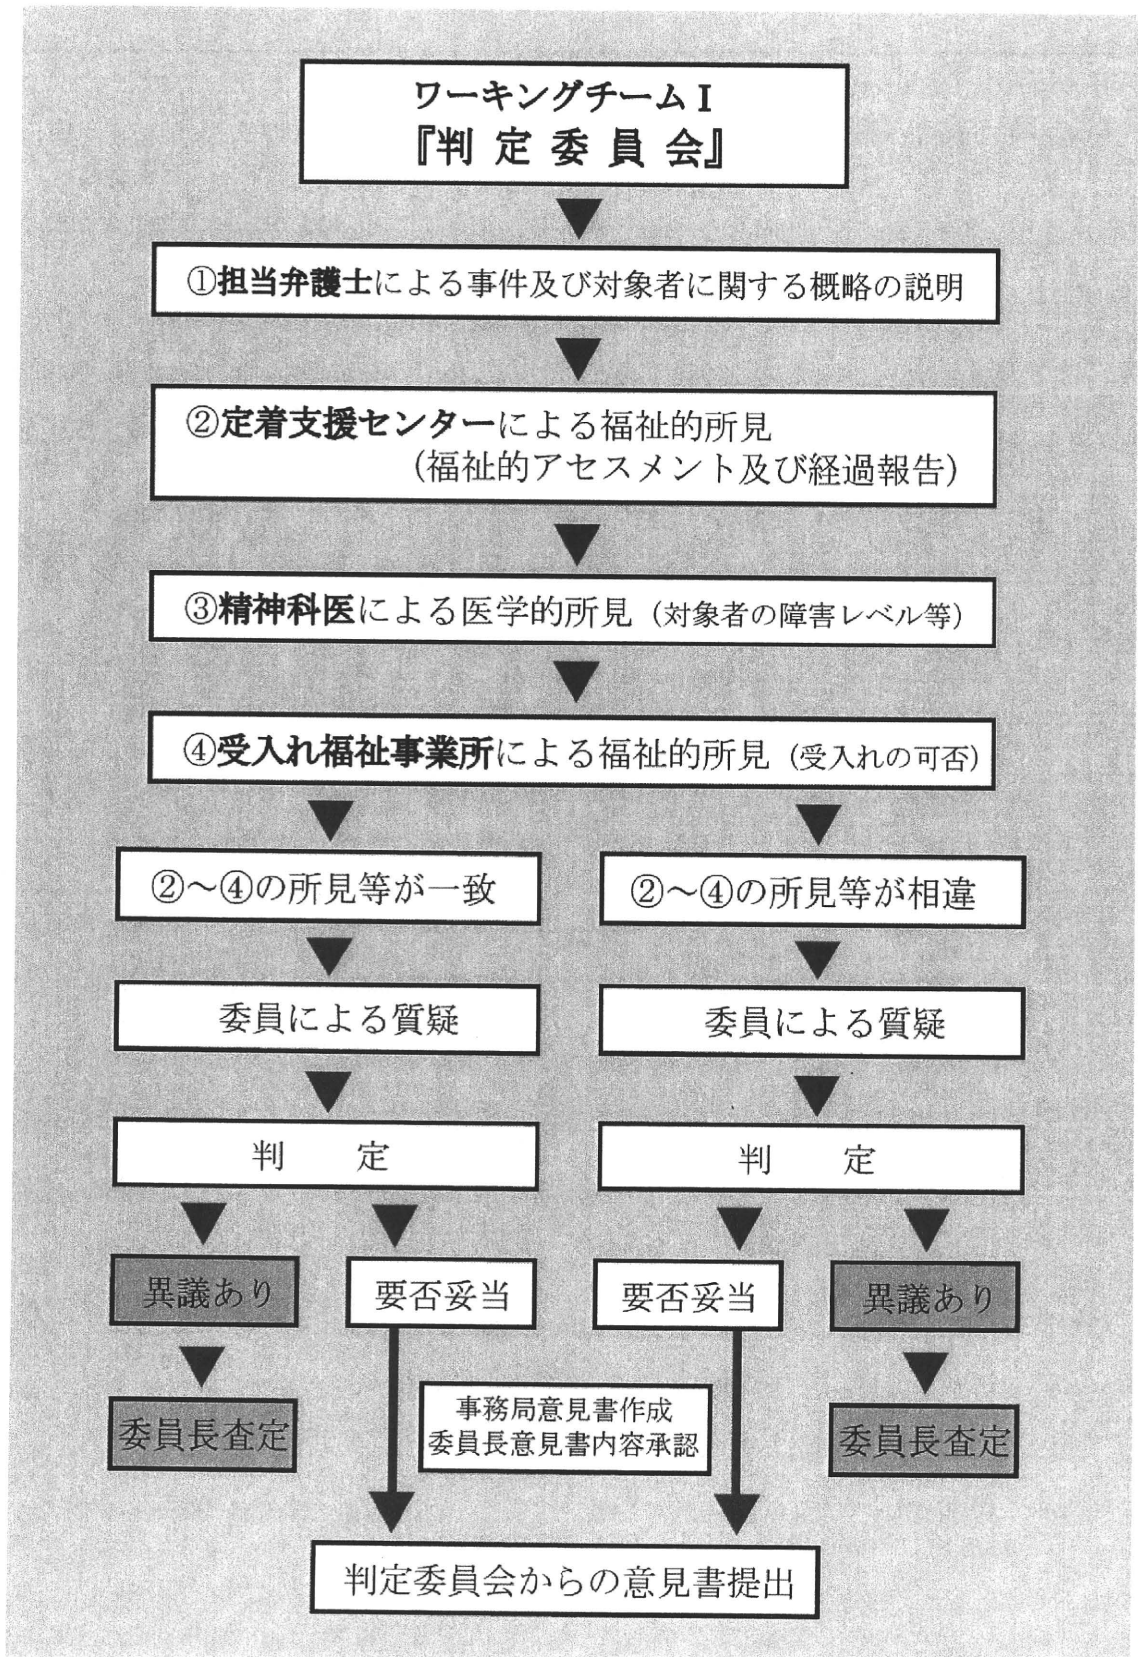 ワーキングチームⅠ
『判定委員会』
①担当弁護士による事件及び対象者に関する概略の説明
②定着支援センターによる福祉的所見
（福祉的アセスメント及び経過報告）
③精神科医による医学的所見（対象者の障害レベル等）
④受入れ福祉事業所による福祉的所見（受入れの可否）
②～④の所見等が一致
②～④の所見等が相違
委員による質疑
委員による質疑
判　定
判　定
異議あり
要否妥当
要否妥当
異議あり
委員長査定
事務局意見書作成
委員長意見書内容承認
委員長査定
判定委員会からの意見書提出